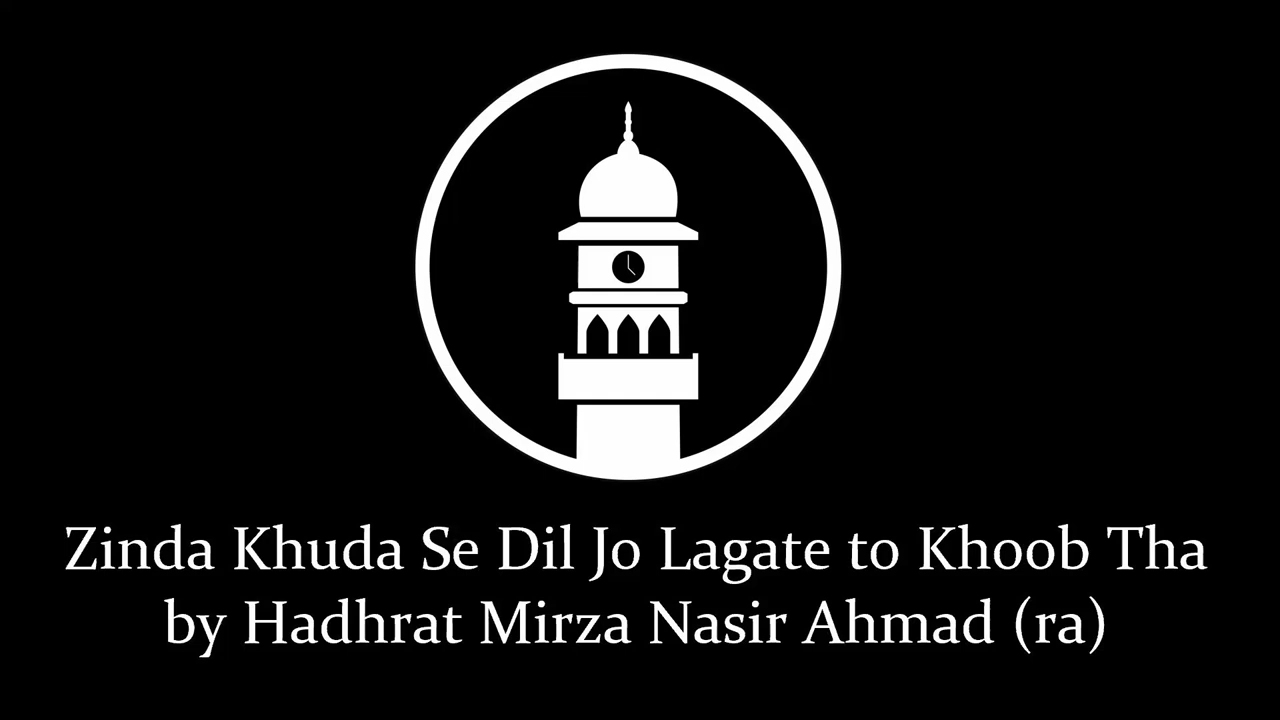 Zinda Khuda Se Dil Jo Lagate to Khoob Tha
by Hadhrat Mirza Nasir Ahmad (ra)